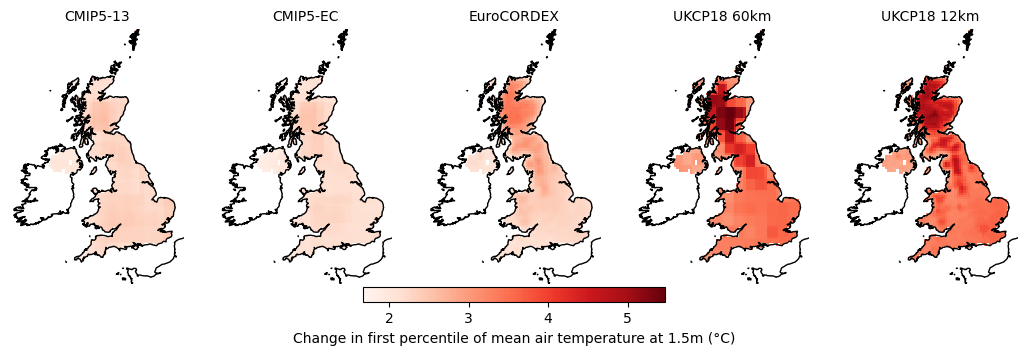 CMIP5-13 CMIP5-EC EuroCORDEX UKCP18 60km UKCP18 12km
2 3 4 5
Change in first percentile of mean air temperature at 1.5m (°C)